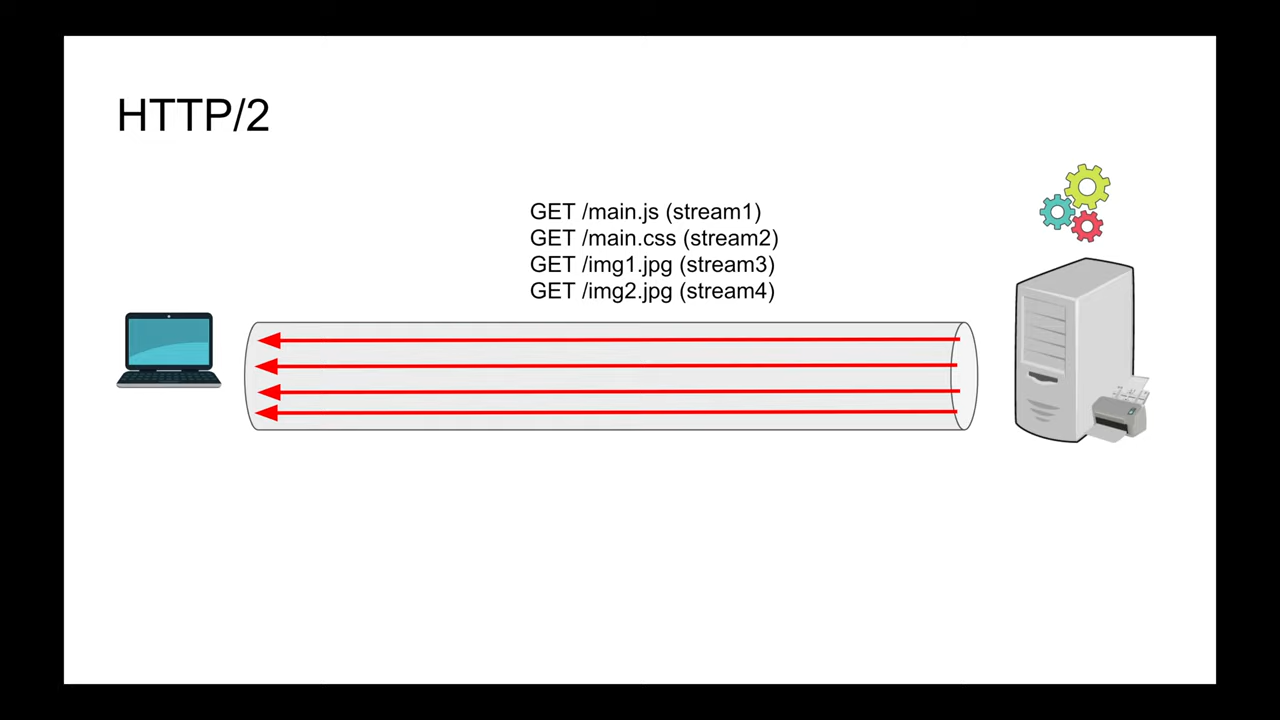 HTTP/2
GET /main.js (stream1)
GET /main.css (stream2)
GET /img1.jpg (stream3)
GET /img2.jpg (stream4)